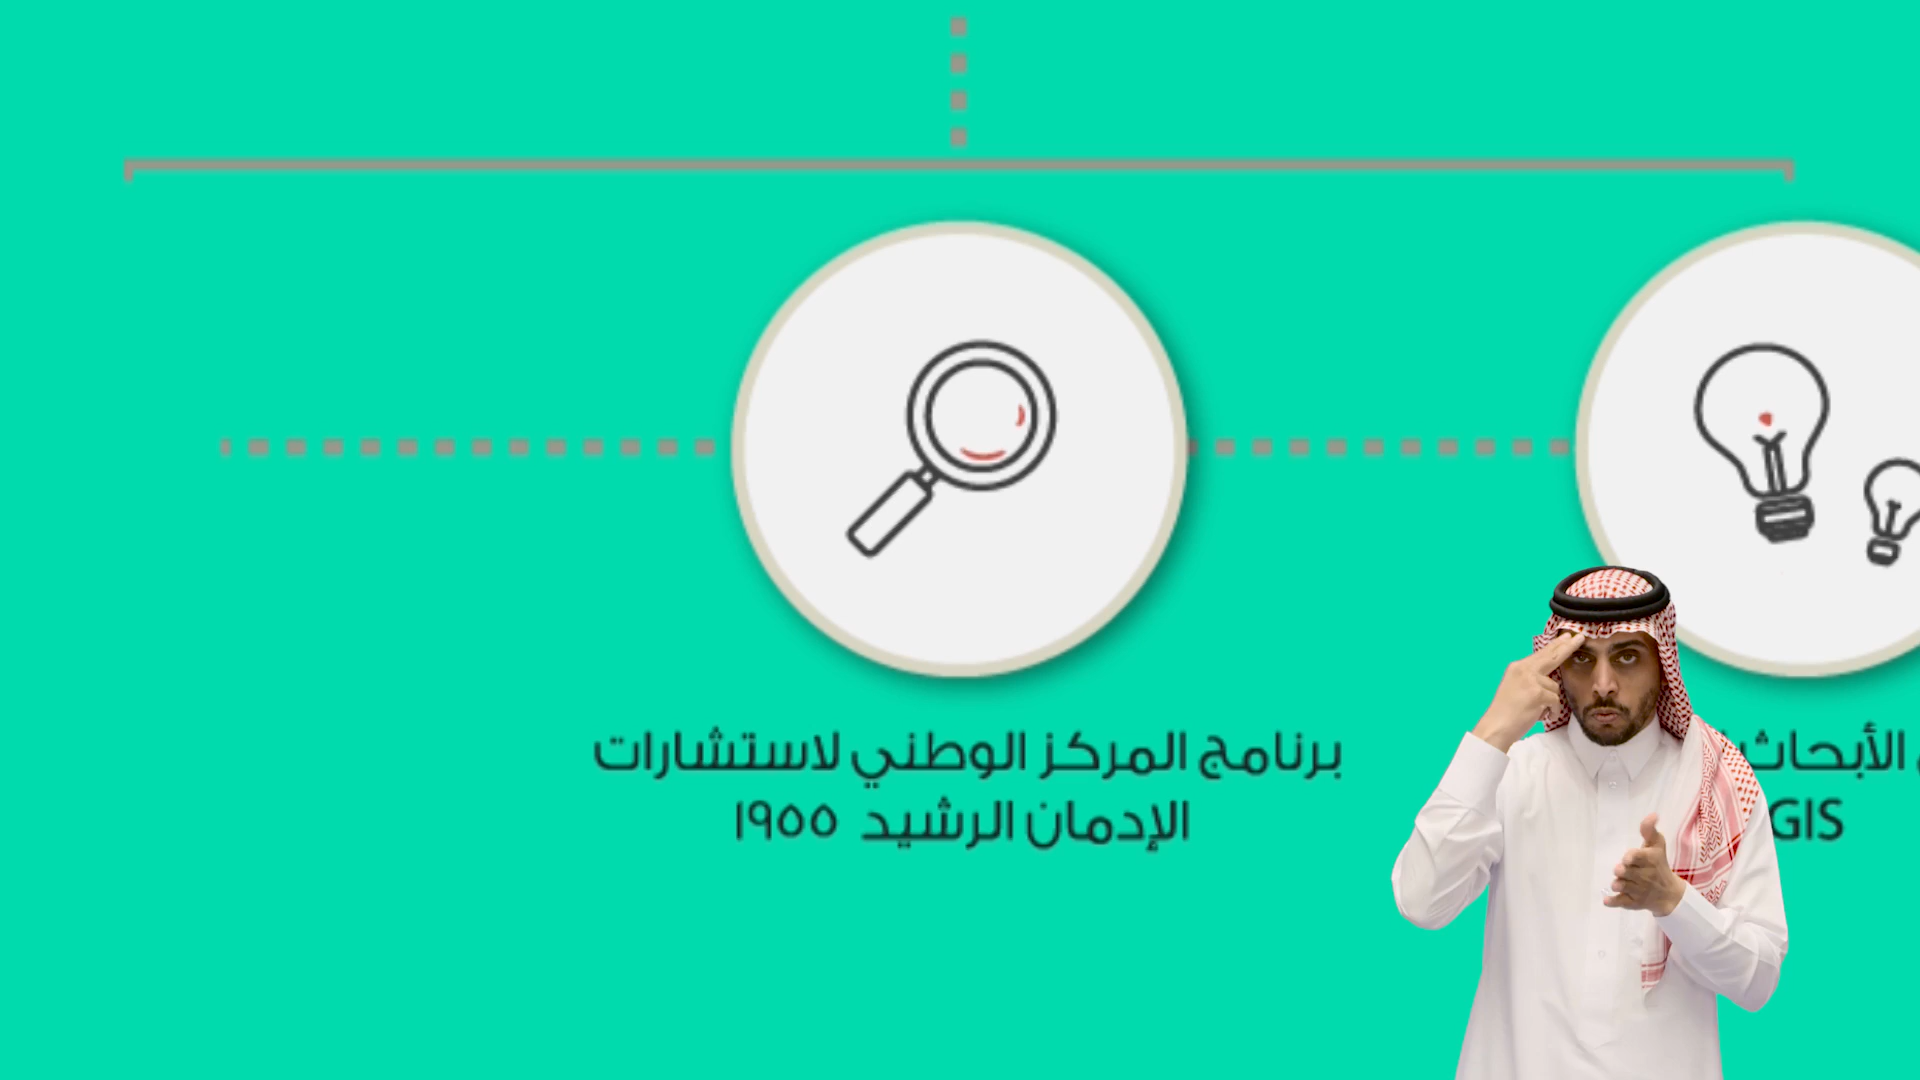 برنامج المركز الوطني لاستشارات
الإدمان الرشيد ١٩٥٥
الأبحاث
GIS